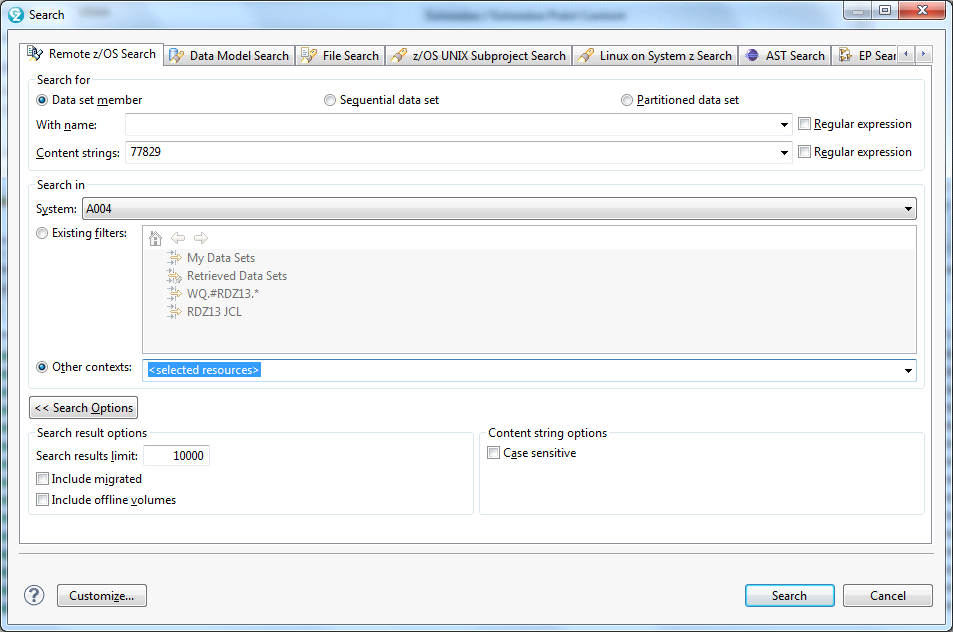 Search
Remote z/OS Search
Data Model Search
File Search
z/OS UNIX Subproject Search
Linux on System z Search
AST Search
EP Sear
Search for
Data set member
Sequential data set
Partitioned data set
With name:
Regular expression
Content strings: 77829
Regular expression
Search in
System: A004
Existing filters:
My Data Sets
Retrieved Data Sets
WQ.#RDZ13.*
RDZ13 JCL
Other contexts: <selected resources>
<< Search Options
Search result options
Content string options
Search results limit: 10000
Case sensitive
Include migrated
Include offline volumes
Customize...
Search
Cancel